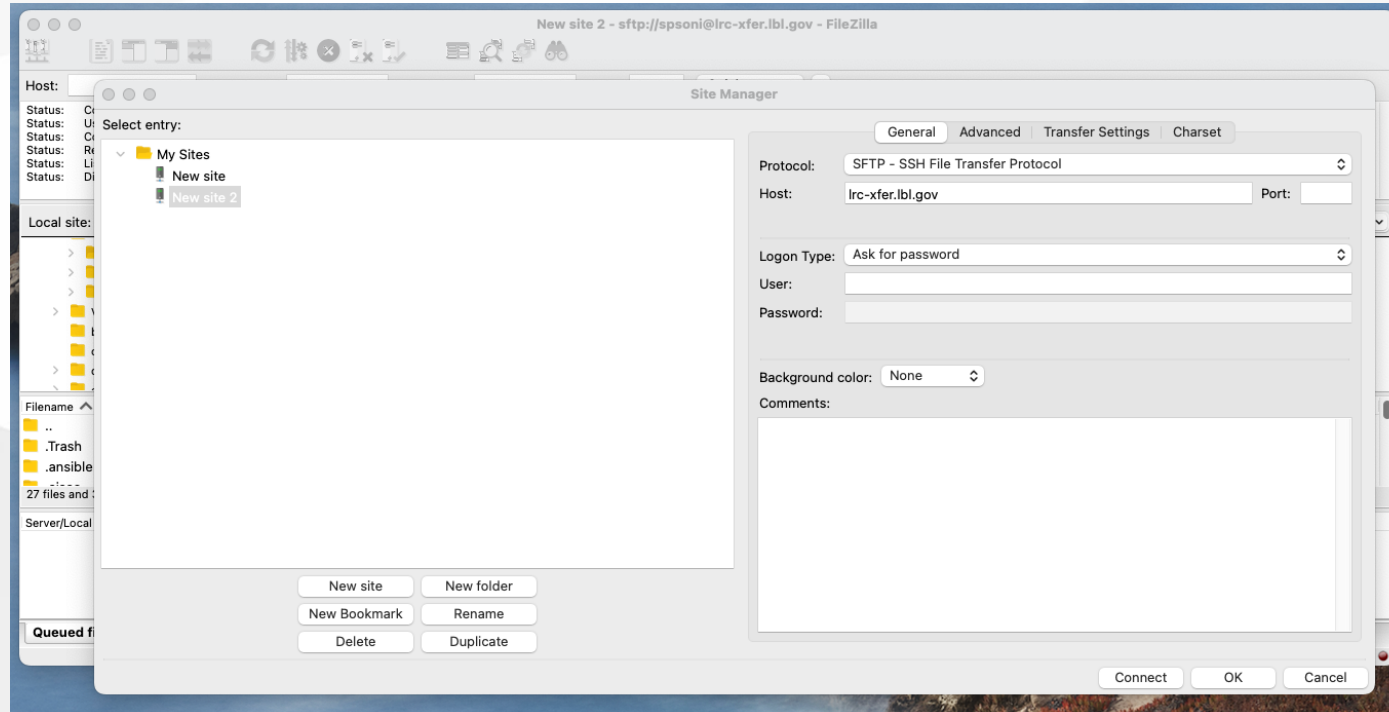 New site 2 - sftp://spsoni@lrc-xfer.lbl.gov - FileZilla
Host:
Site Manager
Status:
Status:
Status:
Status:
Status:
Status:
Select entry:
My Sites
New site
New site 2
General Advanced Transfer Settings Charset
Protocol: SFTP - SSH File Transfer Protocol
Host: lrc-xfer.lbl.gov Port:
Logon Type: Ask for password
User:
Password:
Background color: None
Comments:
Local site:
Filename
..
.Trash
.ansible
27 files and
Server/Local
Queued
New site New folder
New Bookmark Rename
Delete Duplicate
Connect OK Cancel